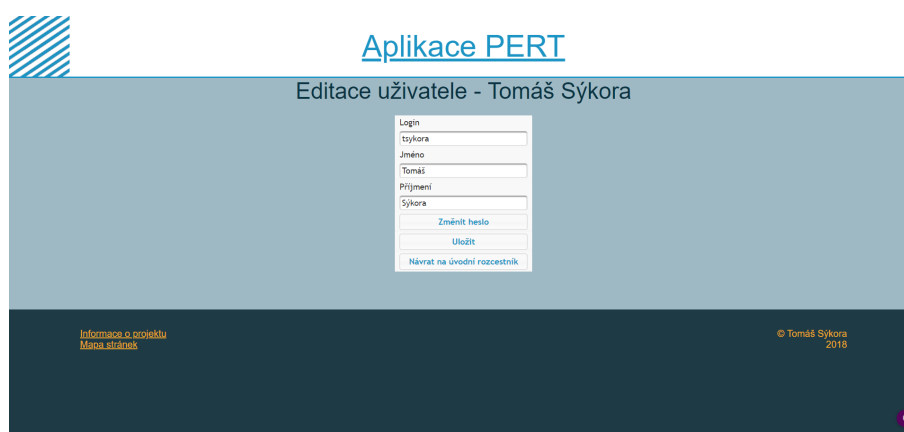 Aplikace PERT
Editace uživatele - Tomáš Sýkora
Login
tsykora
Jméno
Tomáš
Příjmení
Sýkora
Změnit heslo
Uložit
Návrat na úvodní rozcestník
Informace o projektu
Mapa stránek
© Tomáš Sýkora
2018